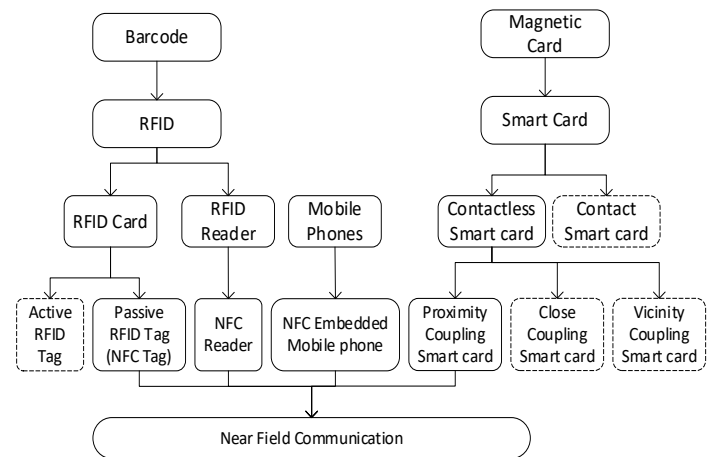 Barcode
Magnetic
Card
RFID
Smart Card
RFID Card
RFID
Reader
Mobile
Phones
Contactless
Smart card
Contact
Smart card
Active
RFID
Tag
Passive
RFID Tag
(NFC Tag)
NFC
Reader
NFC Embedded
Mobile phone
Proximity
Coupling
Smart card
Close
Coupling
Smart card
Vicinity
Coupling
Smart card
Near Field Communication